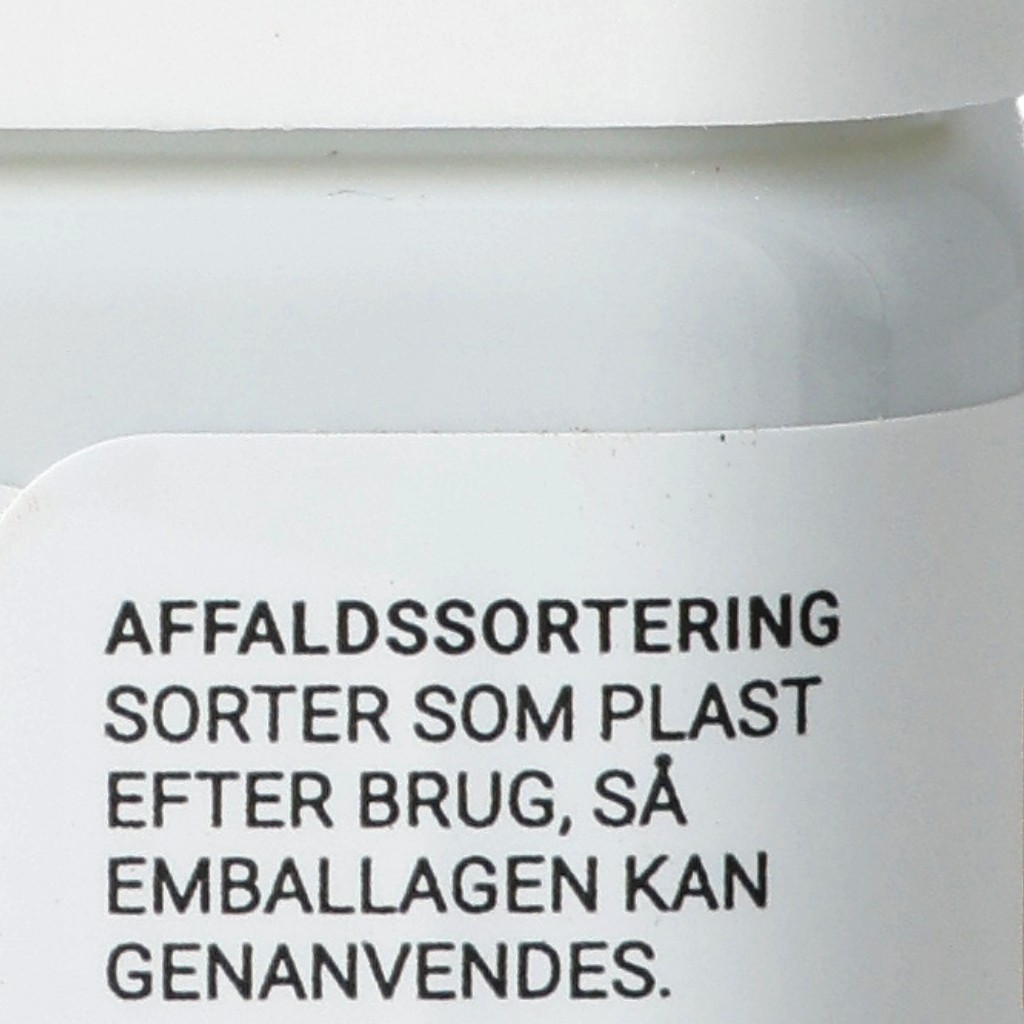 AFFALDSSORTERING
SORTER SOM PLAST
EFTER BRUG, SÅ
EMBALLAGEN KAN
GENANVENDES.